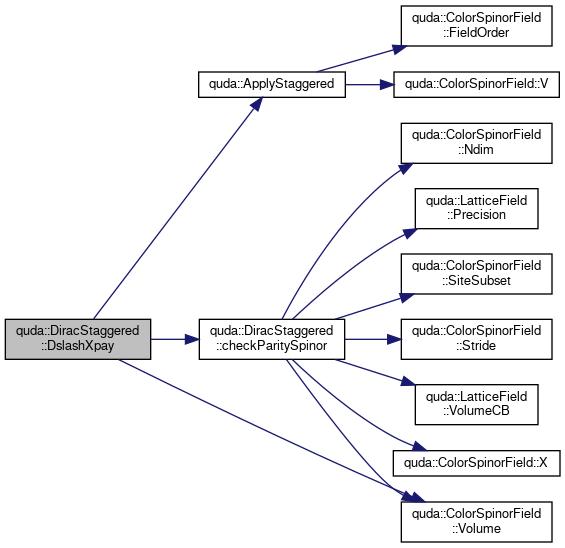 quda::DiracStaggered
::DslashXpay
quda::ApplyStaggered
quda::DiracStaggered
::checkParitySpinor
quda::ColorSpinorField
::FieldOrder
quda::ColorSpinorField::V
quda::ColorSpinorField
::Ndim
quda::LatticeField
::Precision
quda::ColorSpinorField
::SiteSubset
quda::ColorSpinorField
::Stride
quda::LatticeField
::VolumeCB
quda::ColorSpinorField::X
quda::ColorSpinorField
::Volume